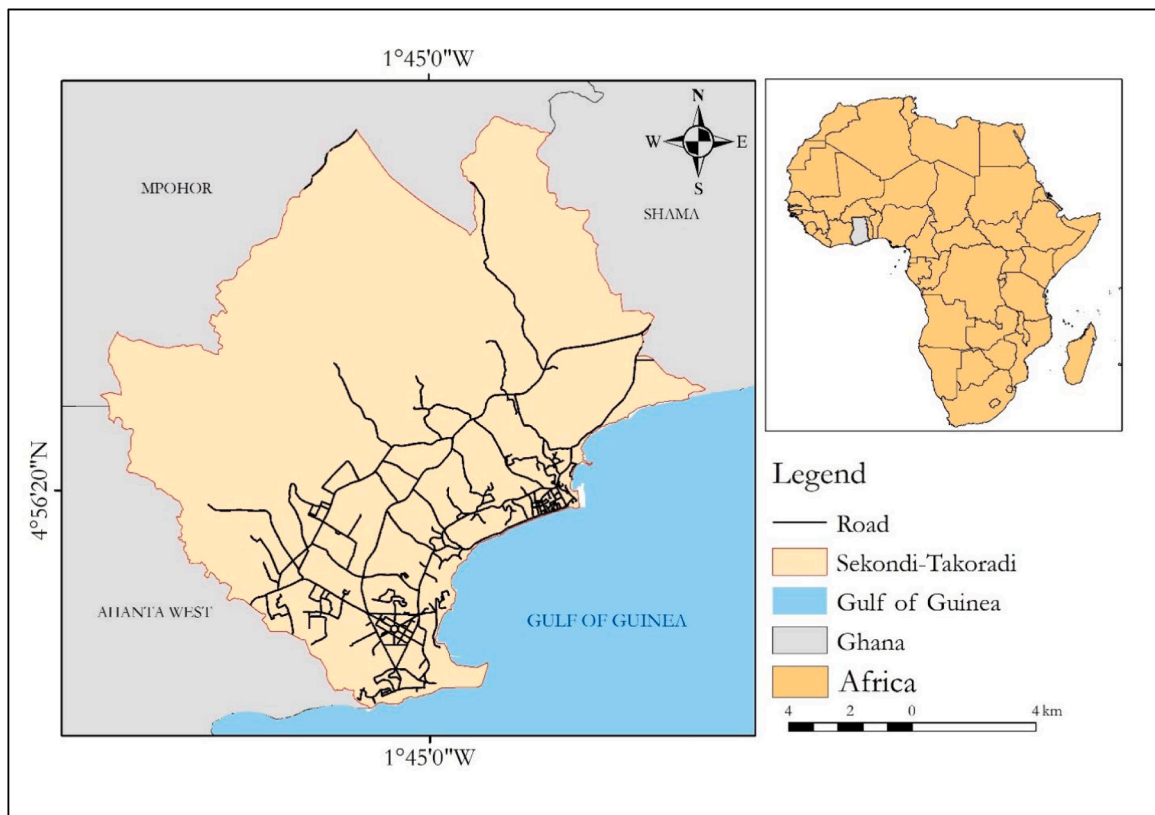 1°45'0"W
N
W E
S
MPOHOR
SHAMA
4°56'20"N
AHANTA WEST
GULF OF GUINEA
1°45'0"W
Legend
Road
Sekondi-Takoradi
Gulf of Guinea
Ghana
Africa
4 2 0 4 km